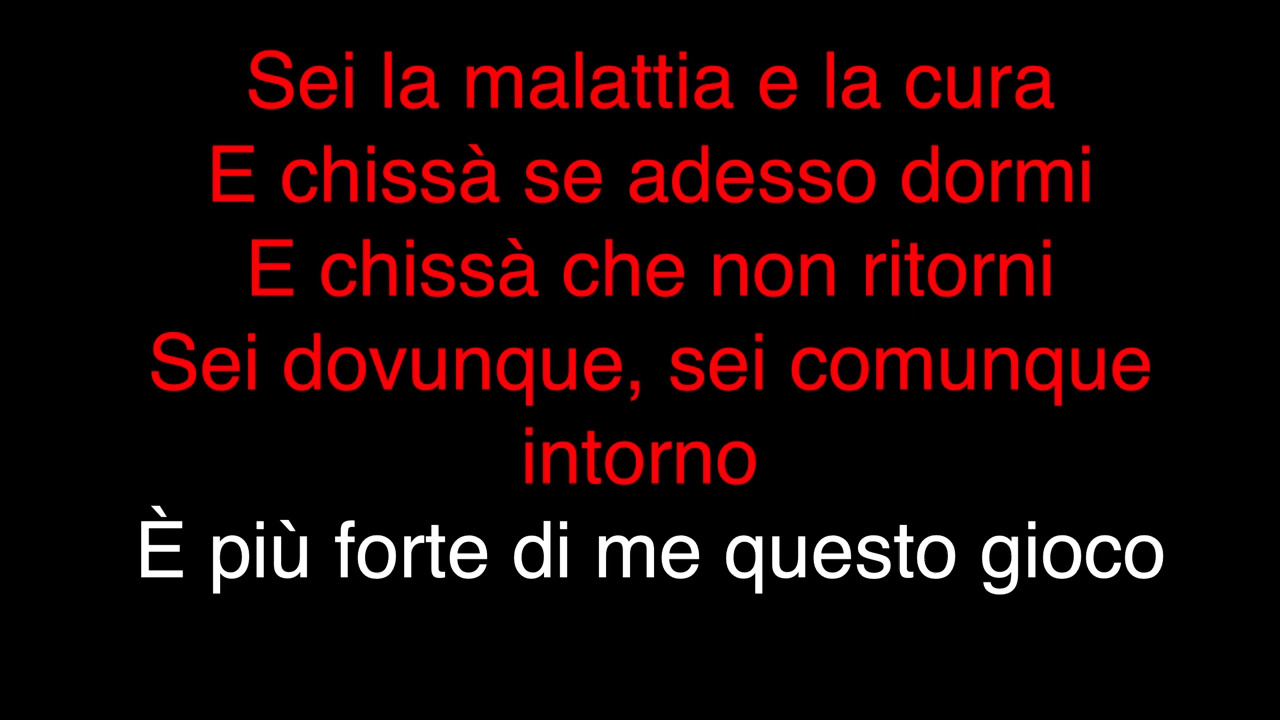 Sei la malattia e la cura
E chissà se adesso dormi
E chissà che non ritorni
Sei dovunque, sei comunque
intorno
È più forte di me questo gioco